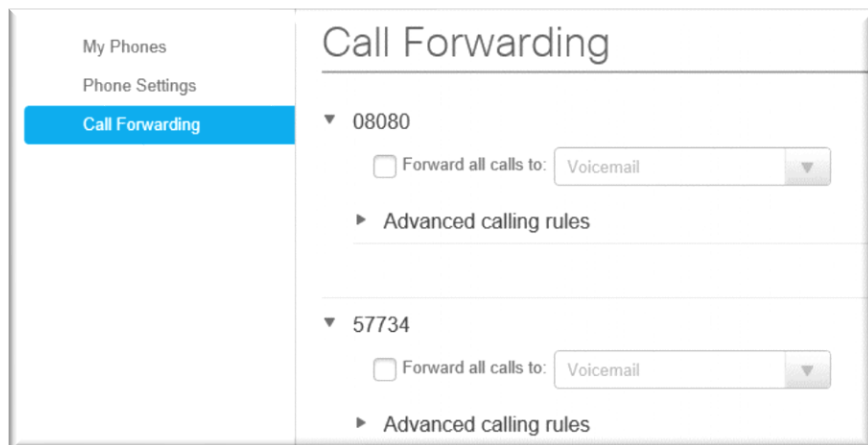 My Phones
Phone Settings
Call Forwarding
Call Forwarding
08080
Forward all calls to: Voicemail
Advanced calling rules
57734
Forward all calls to: Voicemail
Advanced calling rules